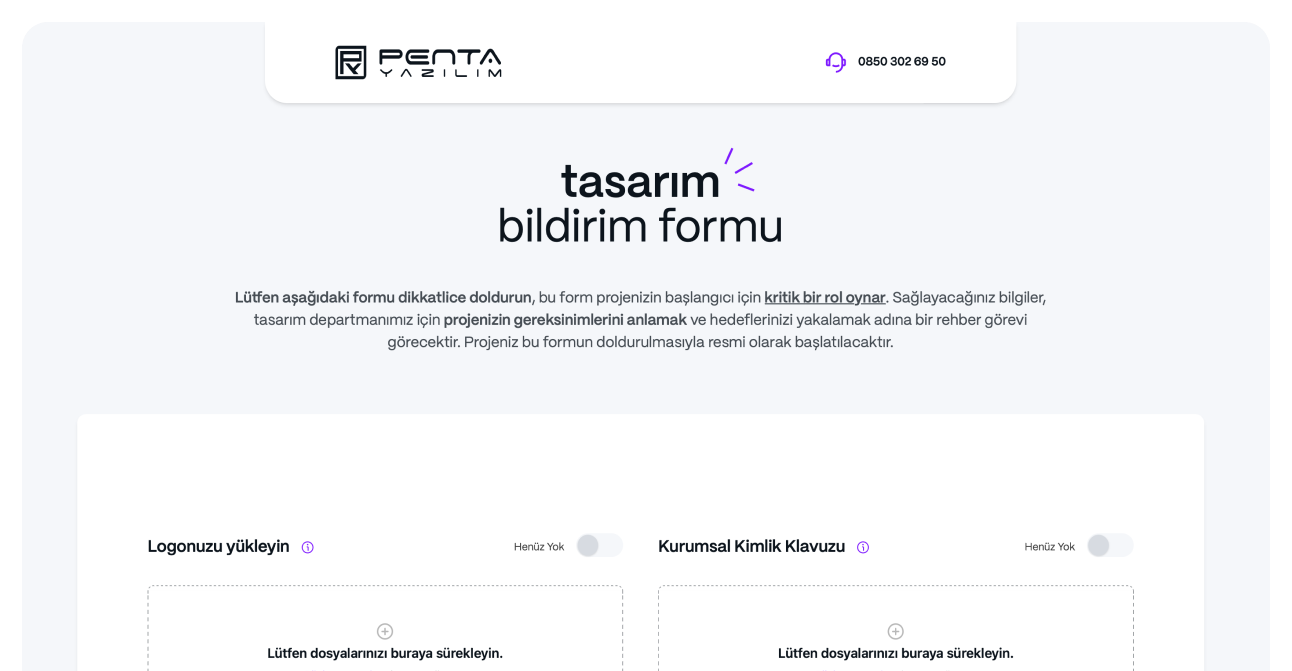 PENTA
YAZILIM
0850 302 69 50
tasarım
bildirim formu
Lütfen aşağıdaki formu dikkatlice doldurun, bu form projenizin başlangıcı için kritik bir rol oynar. Sağlayacağınız bilgiler,
tasarım departmanımız için projenizin gereksinimlerini anlamak ve hedeflerinizi yakalamak adına bir rehber görevi
görecektir. Projeniz bu formun doldurulmasıyla resmi olarak başlatılacaktır.
Logonuzu yükleyin
Henüz Yok
Kurumsal Kimlik Klavuzu
Henüz Yok
Lütfen dosyalarınızı buraya sürekleyin.
Lütfen dosyalarınızı buraya sürekleyin.